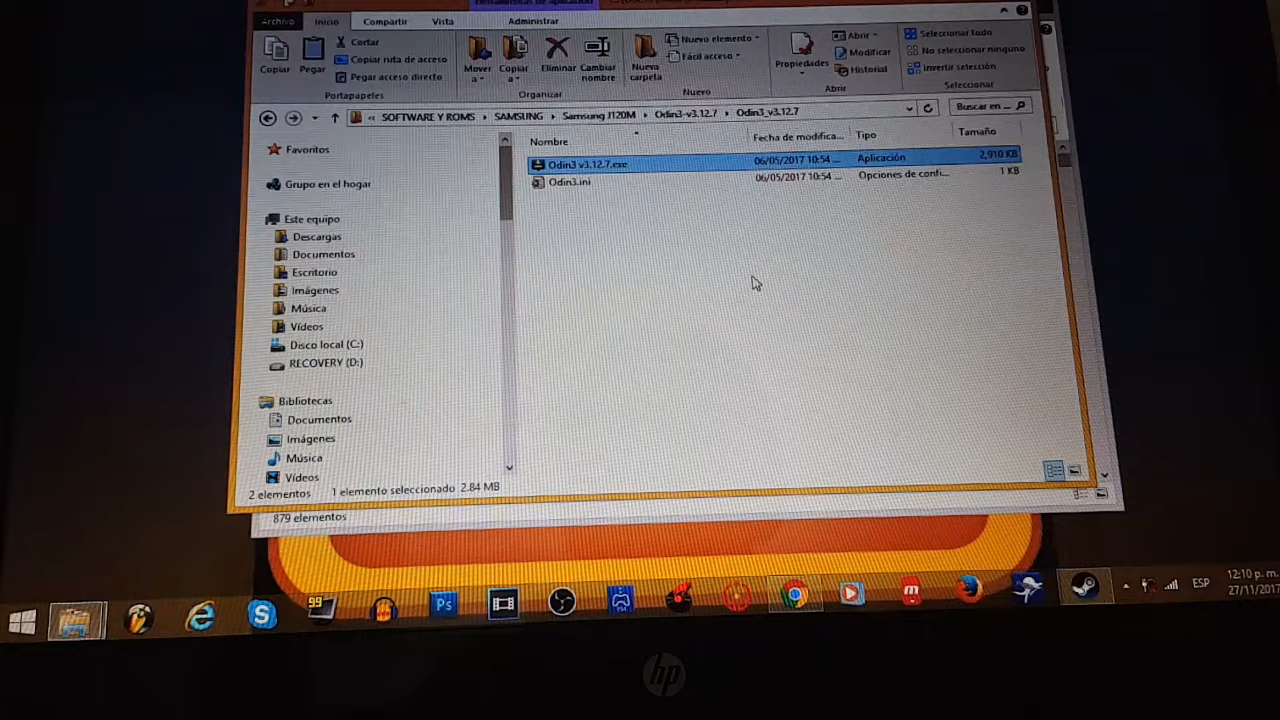 Archivo Inicio Compartir Vista Administrar
Copiar Pegar Cortar
Copiar ruta de acceso
Pegar acceso directo
Portapapeles
Mover a Copiar a Eliminar Cambiar nombre
Organizar
Nueva carpeta Nuevo elemento
Fácil acceso
Nuevo
Propiedades Abrir
Modificar
Historial
Abrir
Seleccionar todo
No seleccionar ninguno
Invertir selección
Seleccionar
« SOFTWARE Y ROMS SAMSUNG Samsung J120M Odin3-v3.12.7 Odin3_v3.12.7 Buscar en ...
Nombre Fecha de modifica... Tipo Tamaño
Odin3 v3.12.7.exe 06/05/2017 10:54 ... Aplicación 2,910 KB
Odin3.ini 06/05/2017 10:54 ... Opciones de confi... 1 KB
Favoritos
Grupo en el hogar
Este equipo
Descargas
Documentos
Escritorio
Imágenes
Música
Vídeos
Disco local (C:)
RECOVERY (D:)
Bibliotecas
Documentos
Imágenes
Música
Vídeos
2 elementos 1 elemento seleccionado 2.84 MB
879 elementos
99 Ps ESP 12:10 p. m.
27/11/2017
hp